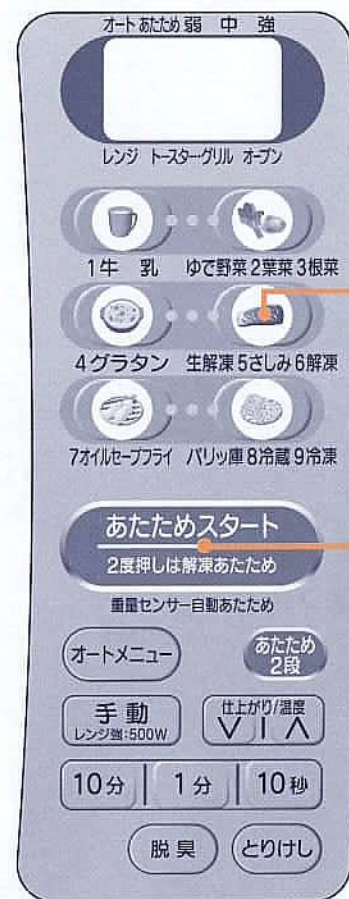 オートあたため 弱 中 強
レンジ トースター・グリル オーブン
1牛 乳 ゆで野菜 2葉菜 3根菜
4グラタン 生解凍 5さしみ 6解凍
7オイルセーブフライ パリッ庫 8冷蔵 9冷凍
あたためスタート
2度押しは解凍あたため
重量センサー自動あたため
オートメニュー
あたため
2段
手動
レンジ強:500W
仕上がり/温度
10分 1分 10秒
脱臭 とりけし